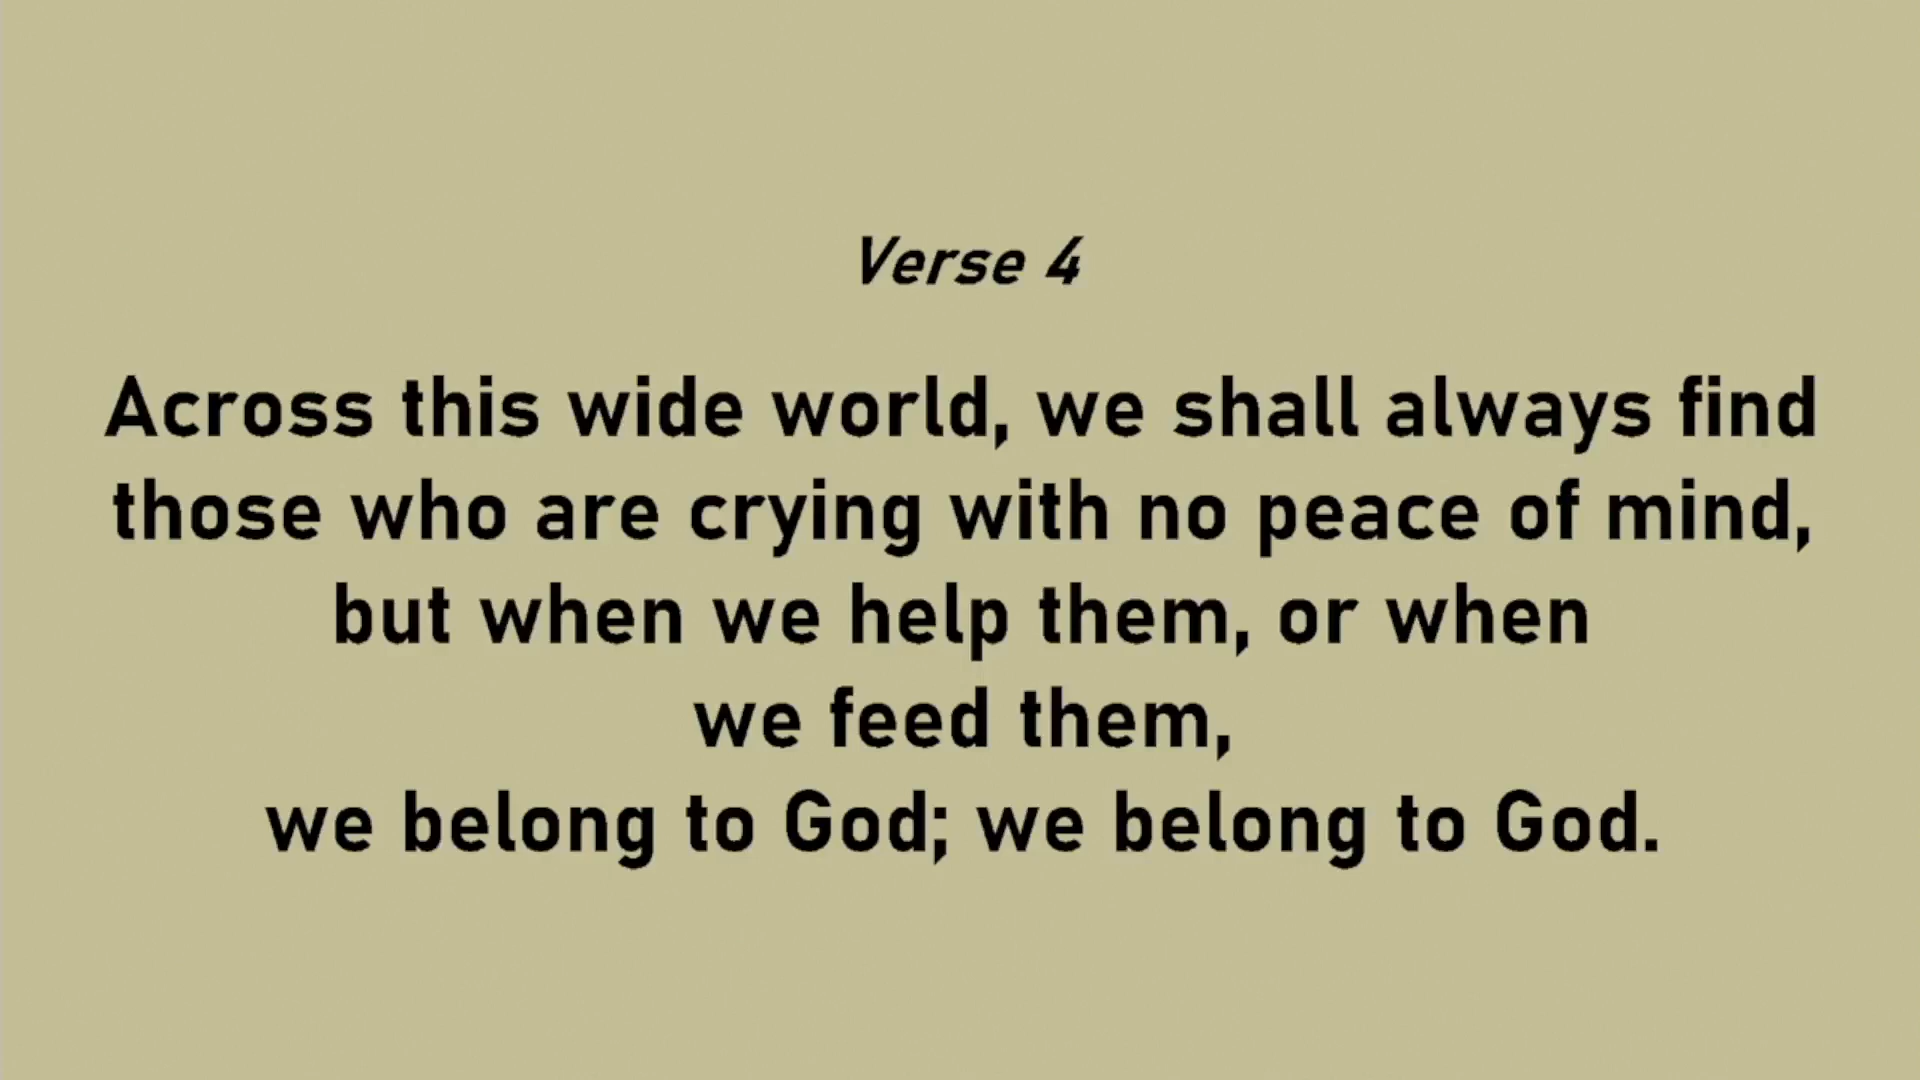 Verse 4
Across this wide world, we shall always find
those who are crying with no peace of mind,
but when we help them, or when
we feed them,
we belong to God; we belong to God.